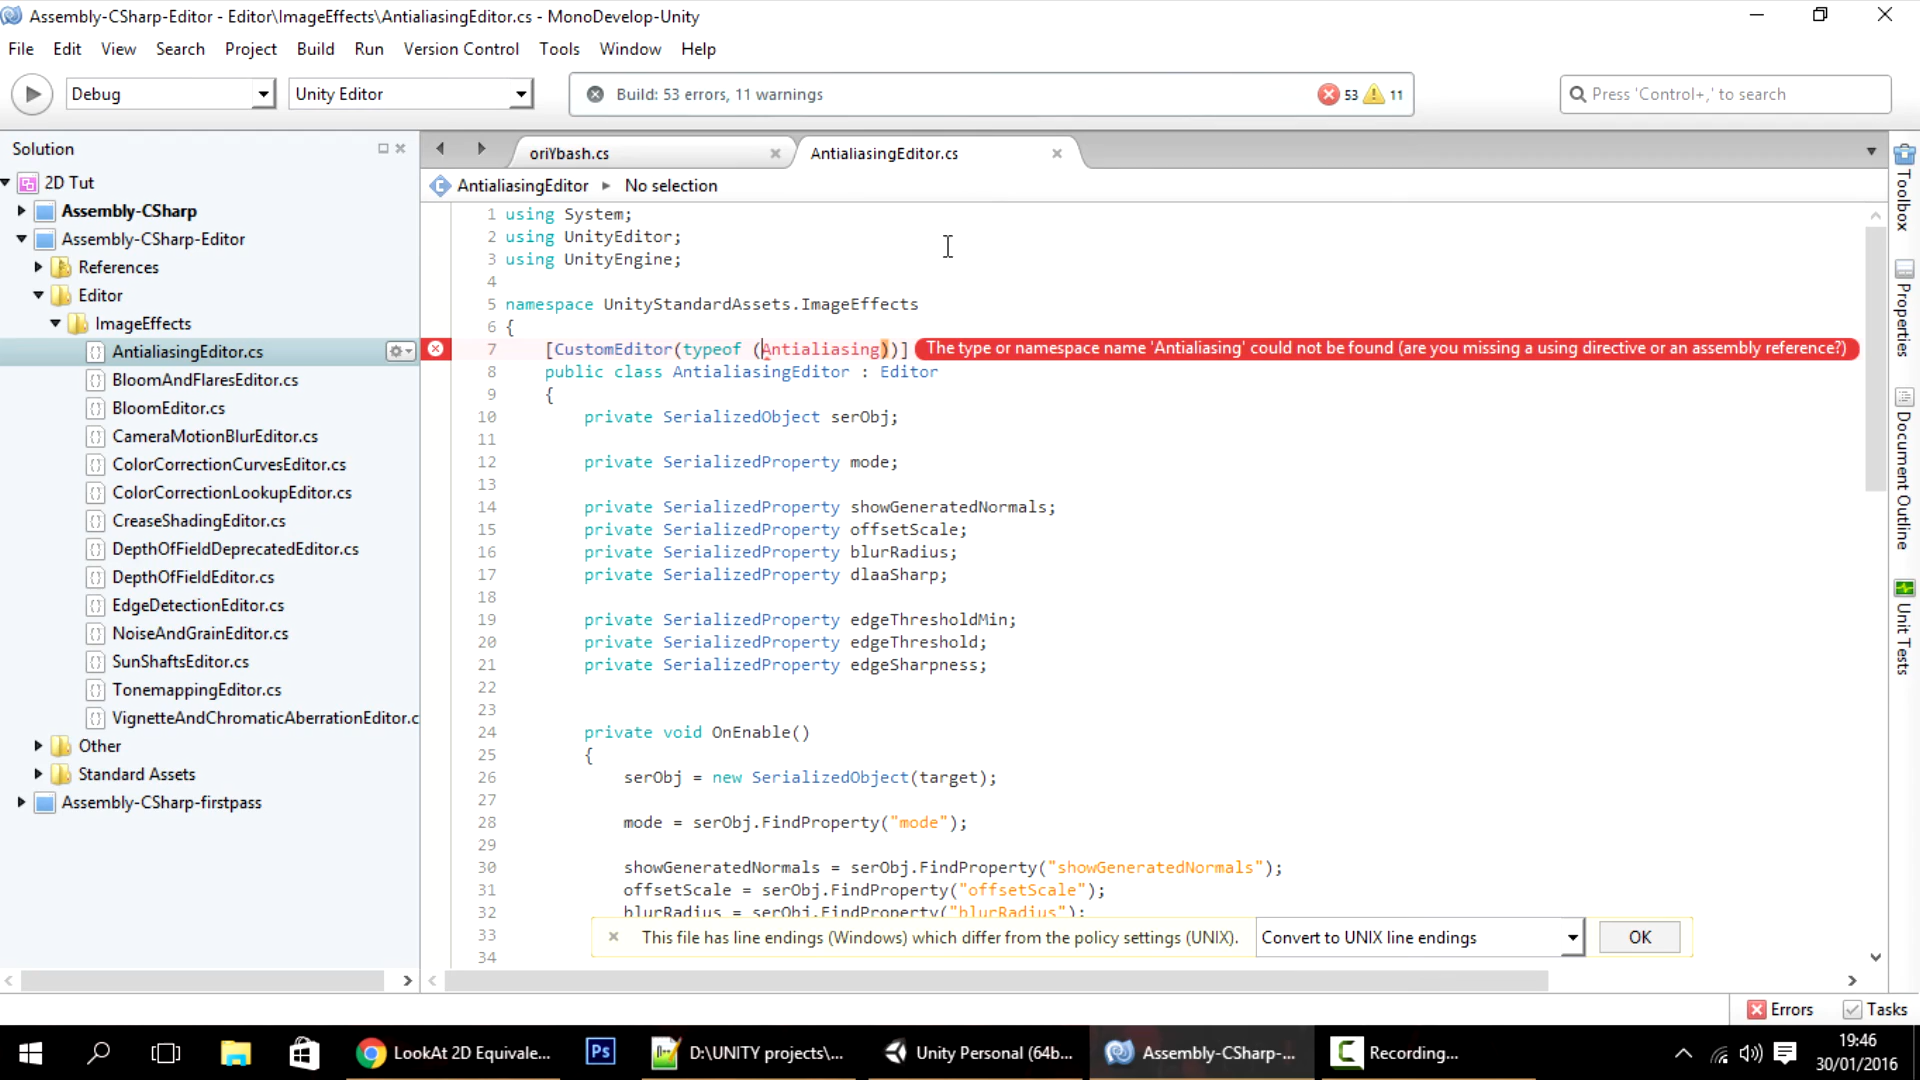 Assembly-CSharp-Editor - Editor\ImageEffects\AntialiasingEditor.cs - MonoDevelop-Unity
File Edit View Search Project Build Run Version Control Tools Window Help
Debug
Unity Editor
Build: 53 errors, 11 warnings
53
11
Press 'Control+,' to search
Solution
2D Tut
Assembly-CSharp
Assembly-CSharp-Editor
References
Editor
ImageEffects
AntialiasingEditor.cs
BloomAndFlaresEditor.cs
BloomEditor.cs
CameraMotionBlurEditor.cs
ColorCorrectionCurvesEditor.cs
ColorCorrectionLookupEditor.cs
CreaseShadingEditor.cs
DepthOfFieldDeprecatedEditor.cs
DepthOfFieldEditor.cs
EdgeDetectionEditor.cs
NoiseAndGrainEditor.cs
SunShaftsEditor.cs
TonemappingEditor.cs
VignetteAndChromaticAberrationEditor.c
Other
Standard Assets
Assembly-CSharp-firstpass
oriYbash.cs
AntialiasingEditor.cs
AntialiasingEditor No selection
1 using System;
2 using UnityEditor;
3 using UnityEngine;
4
5 namespace UnityStandardAssets.ImageEffects
6 {
7 [CustomEditor(typeof (Antialiasing))] The type or namespace name 'Antialiasing' could not be found (are you missing a using directive or an assembly reference?)
8 public class AntialiasingEditor : Editor
9 {
10 private SerializedObject serObj;
11
12 private SerializedProperty mode;
13
14 private SerializedProperty showGeneratedNormals;
15 private SerializedProperty offsetScale;
16 private SerializedProperty blurRadius;
17 private SerializedProperty dlaaSharp;
18
19 private SerializedProperty edgeThresholdMin;
20 private SerializedProperty edgeThreshold;
21 private SerializedProperty edgeSharpness;
22
23
24 private void OnEnable()
25 {
26 serObj = new SerializedObject(target);
27
28 mode = serObj.FindProperty("mode");
29
30 showGeneratedNormals = serObj.FindProperty("showGeneratedNormals");
31 offsetScale = serObj.FindProperty("offsetScale");
32 blurRadius = serObj.FindProperty("blurRadius");
33
34
This file has line endings (Windows) which differ from the policy settings (UNIX).
Convert to UNIX line endings
OK
Toolbox
Properties
Document Outline
Unit Tests
Errors
Tasks
Ps
LookAt 2D Equivale...
D:\UNITY projects\...
Unity Personal (64b...
Assembly-CSharp-...
Recording...
19:46
30/01/2016